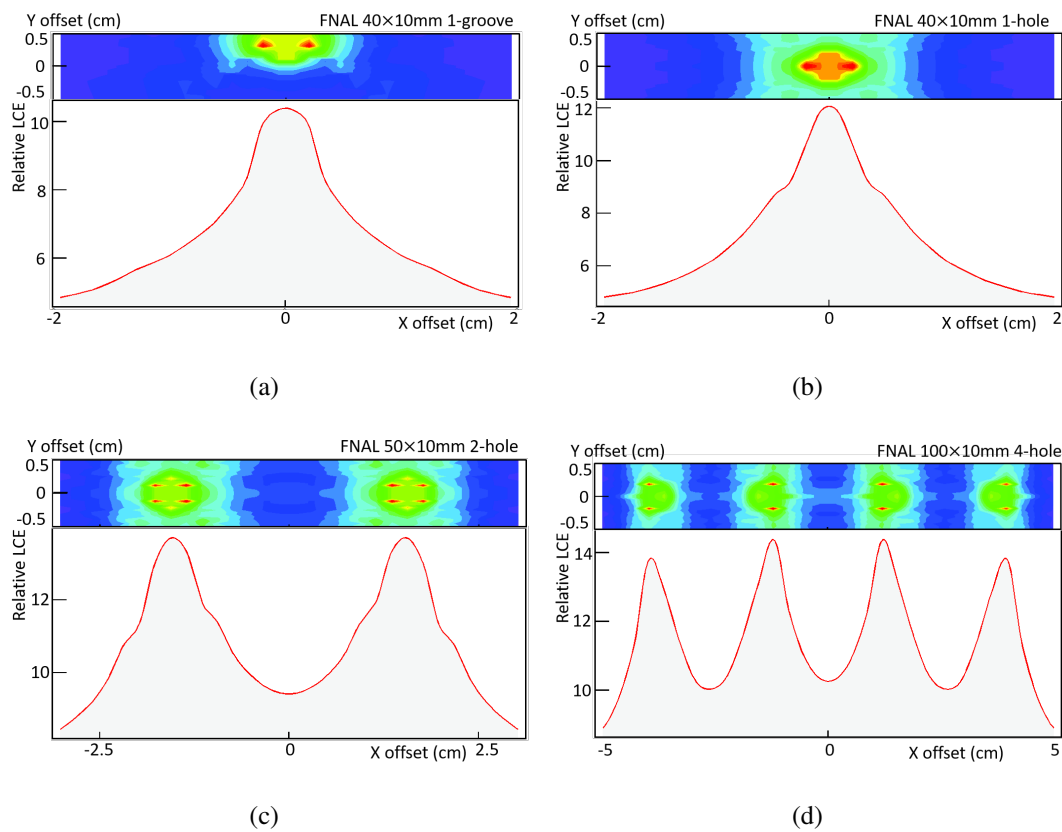 Y offset (cm) FNAL 40×10mm 1-groove
0.5
0
-0.5
Relative LCE
10
8
6
-2 0 X offset (cm) 2
(a)
Y offset (cm) FNAL 40×10mm 1-hole
0.5
0
-0.5
Relative LCE
12
10
8
6
-2 0 X offset (cm) 2
(b)
Y offset (cm) FNAL 50×10mm 2-hole
0.5
0
-0.5
Relative LCE
12
10
-2.5 0 X offset (cm) 2.5
(c)
Y offset (cm) FNAL 100×10mm 4-hole
0.5
0
-0.5
Relative LCE
14
12
10
-5 0 X offset (cm) 5
(d)